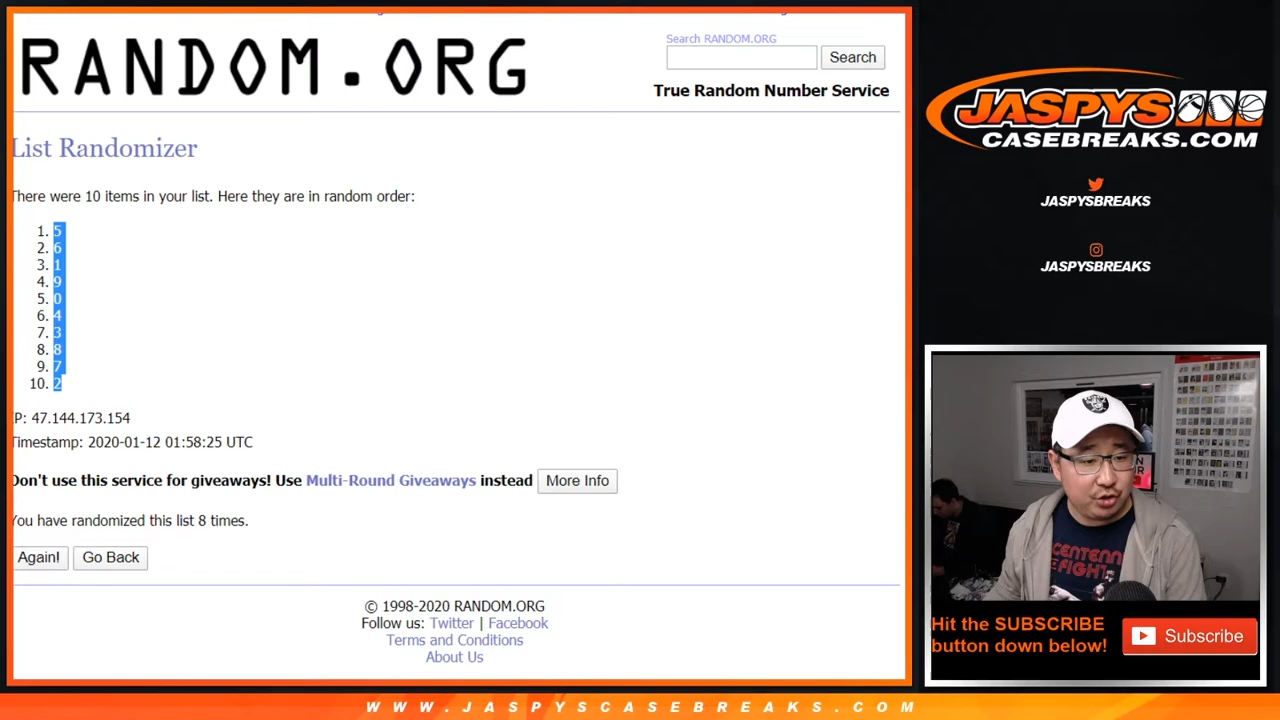 RANDOM.ORG
Search RANDOM.ORG
Search
True Random Number Service
List Randomizer
There were 10 items in your list. Here they are in random order:
1. 5
2. 6
3. 1
4. 9
5. 0
6. 4
7. 3
8. 8
9. 7
10. 2
IP: 47.144.173.154
Timestamp: 2020-01-12 01:58:25 UTC
Don't use this service for giveaways! Use Multi-Round Giveaways instead More Info
You have randomized this list 8 times.
Again! Go Back
© 1998-2020 RANDOM.ORG
Follow us: Twitter | Facebook
Terms and Conditions
About Us
JASPYS
CASEBREAKS.COM
JASPYSBREAKS
JASPYSBREAKS
Hit the SUBSCRIBE
button down below!
Subscribe
WWW.JASPYSCASEBREAKS.COM